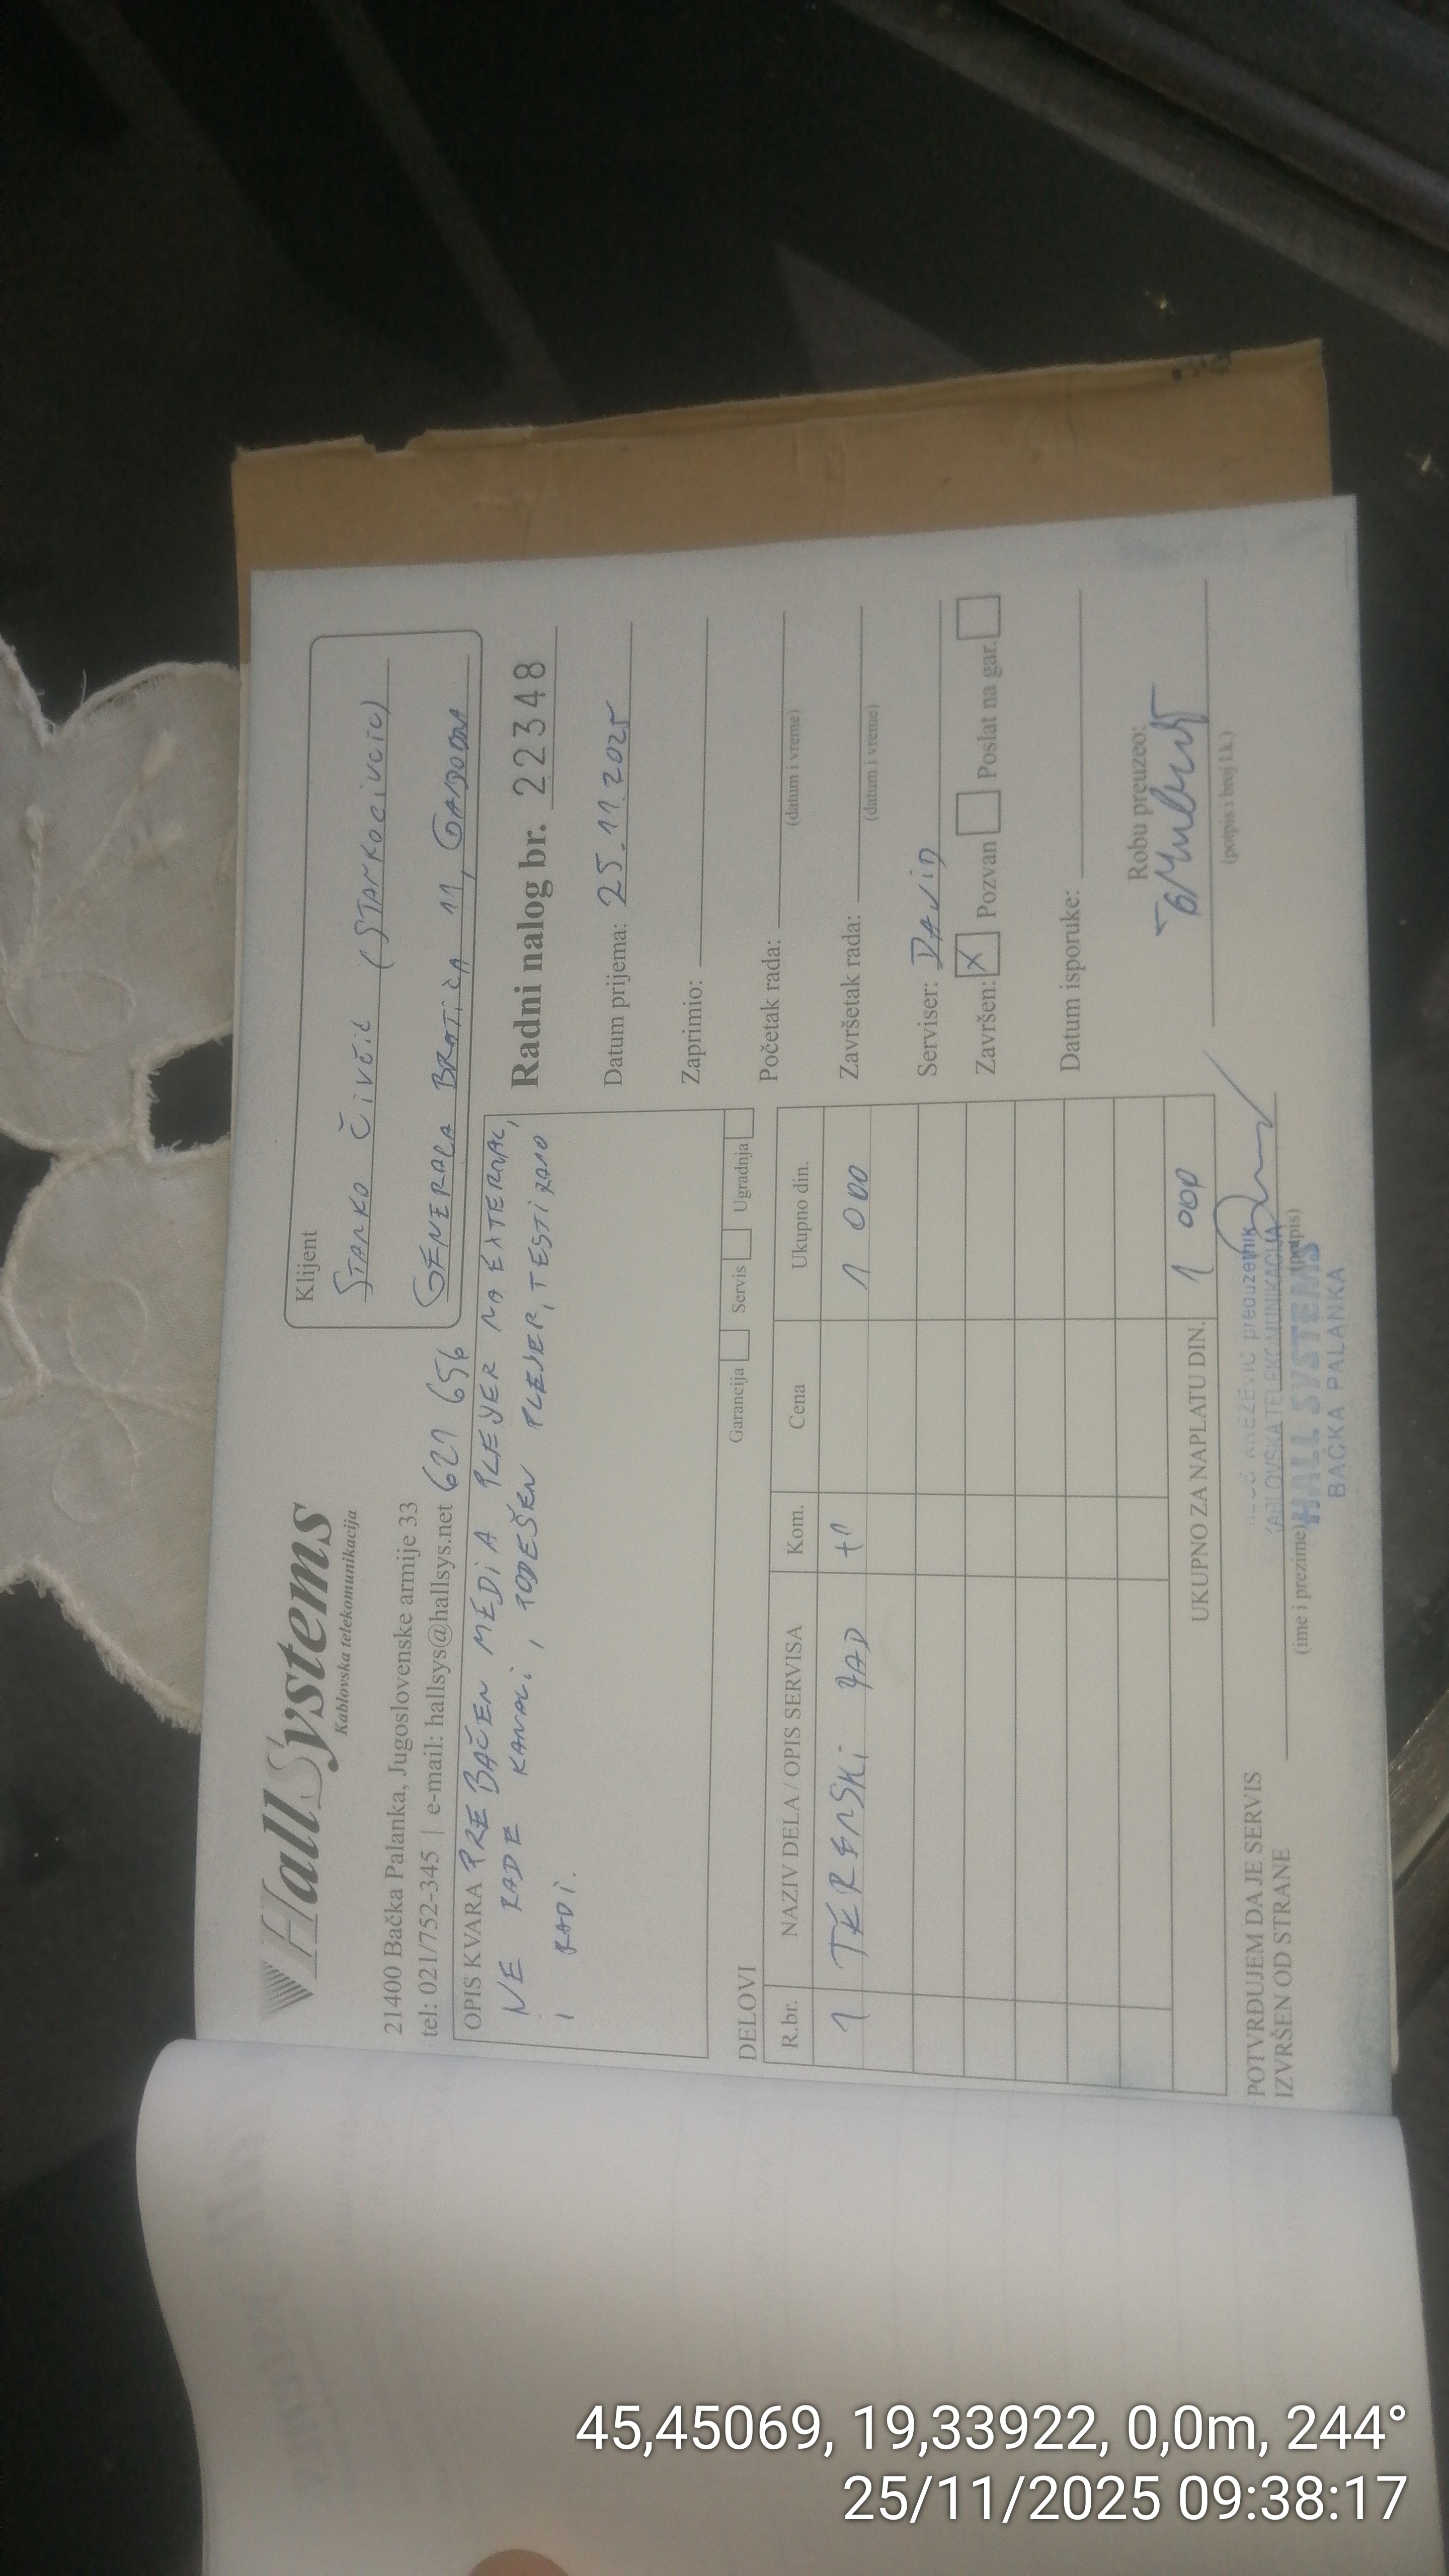 HallSystems
Kablovska telekomunikacija
21400 Bačka Palanka, Jugoslovenske armije 33
tel: 021/752-345 | e-mail: hallsys@hallsys.net
621 656
Klijent
STANKO ČIVČIĆ (STANKOCIVCIC)
GENERALA BRATIĆA 11, GAJDOBRA
OPIS KVARA PREBAČEN MEDIA PLEJER NA EXTERNAL,
NE RADE KANALI, PODEŠEN PLEJER, TESTIRANO
I RADI.
Garancija Servis Ugradnja
Radni nalog br. 22348
Datum prijema: 25.11.2025
Zaprimio:
Početak rada:
(datum i vreme)
Završetak rada:
(datum i vreme)
Serviser: DAVID
Završen: X Pozvan Poslat na gar.
Datum isporuke:
Robu preuzeo:
(potpis i broj l.k.)
DELOVI
R.br. NAZIV DELA / OPIS SERVISA Kom. Cena Ukupno din.
1 TERENSKI RAD 1 000
UKUPNO ZA NAPLATU DIN. 1 000
POTVRĐUJEM DA JE SERVIS
IZVRŠEN OD STRANE
(ime i prezime)
(potpis)
KNEŽEVIĆ preduzetnik
KABLOVSKA TELEKOMUNIKACIJA
HALL SYSTEMS
BAČKA PALANKA
45,45069, 19,33922, 0,0m, 244°
25/11/2025 09:38:17